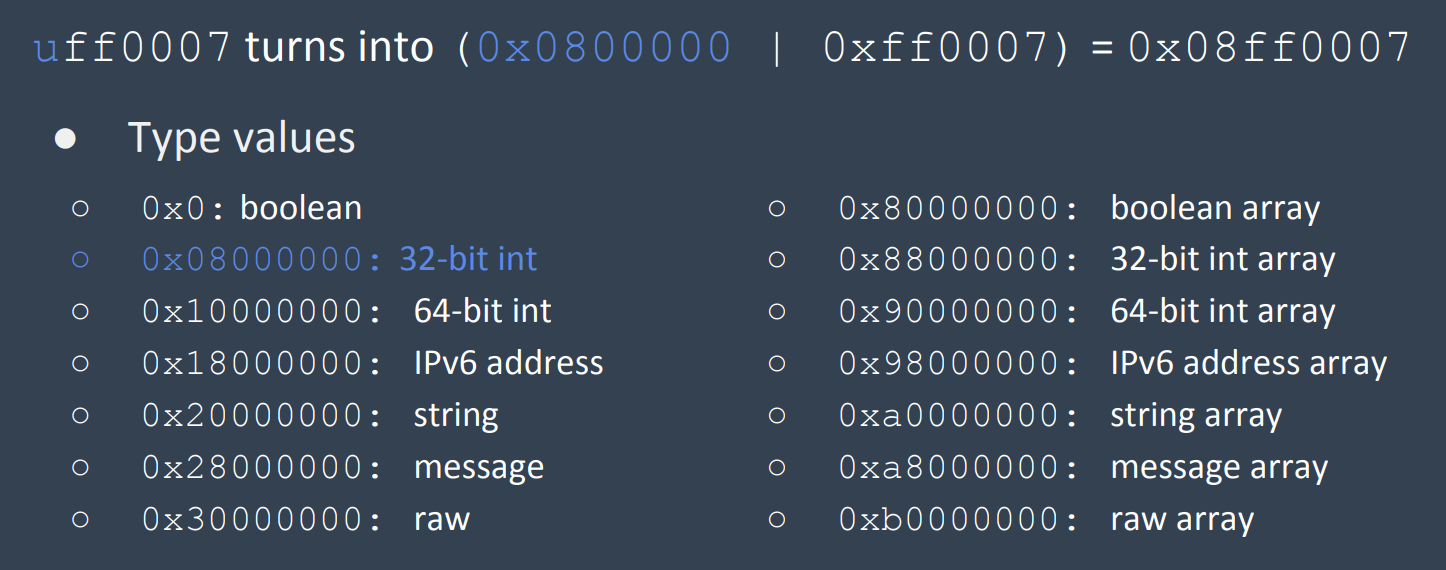 uff0007 turns into (0x0800000 | 0xff0007) = 0x08ff0007
● Type values
○ 0x0: boolean
○ 0x08000000: 32-bit int
○ 0x10000000: 64-bit int
○ 0x18000000: IPv6 address
○ 0x20000000: string
○ 0x28000000: message
○ 0x30000000: raw
○ 0x80000000: boolean array
○ 0x88000000: 32-bit int array
○ 0x90000000: 64-bit int array
○ 0x98000000: IPv6 address array
○ 0xa0000000: string array
○ 0xa8000000: message array
○ 0xb0000000: raw array